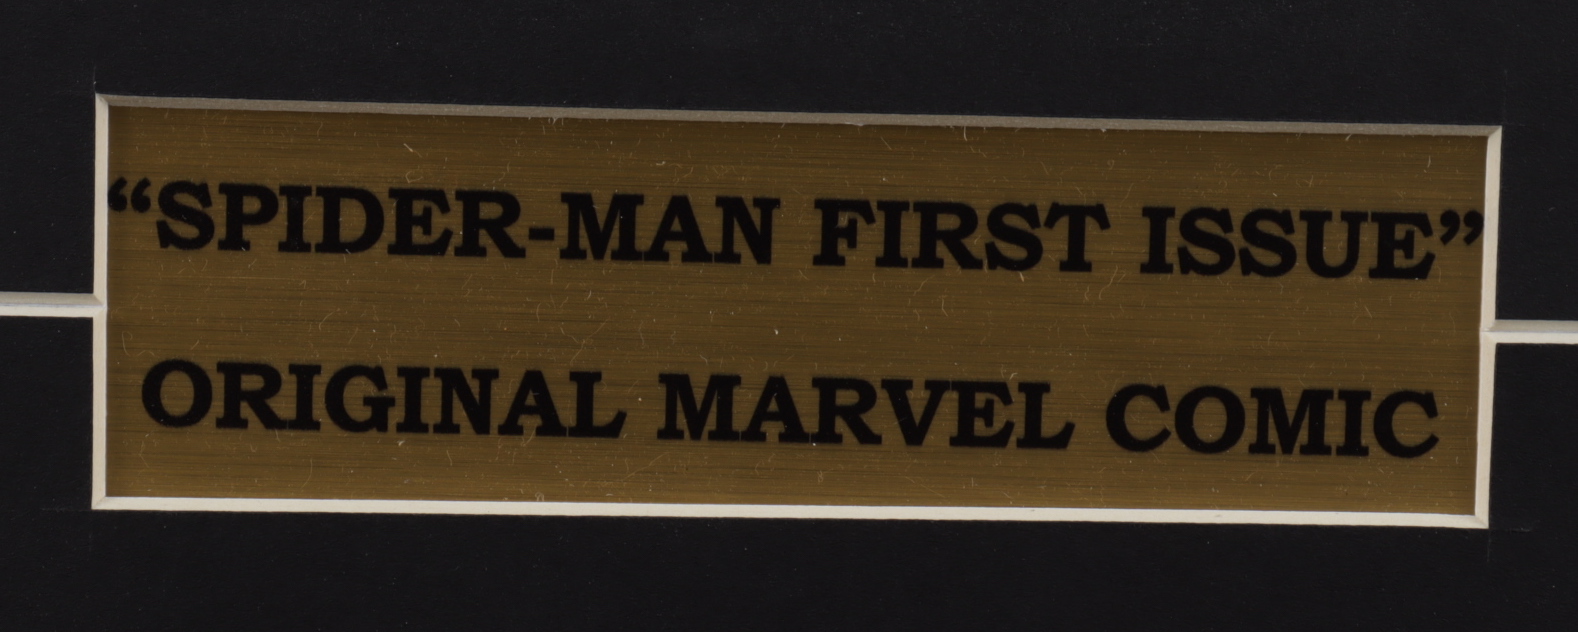 “SPIDER-MAN FIRST ISSUE”
ORIGINAL MARVEL COMIC